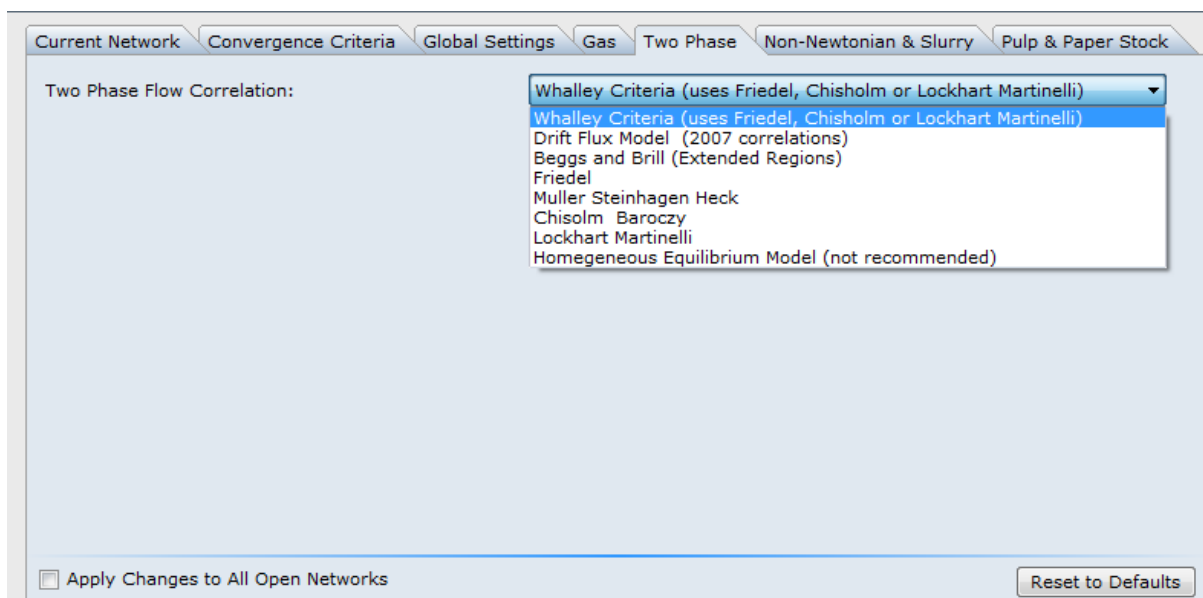 Current Network Convergence Criteria Global Settings Gas Two Phase Non-Newtonian & Slurry Pulp & Paper Stock
Two Phase Flow Correlation: Whalley Criteria (uses Friedel, Chisholm or Lockhart Martinelli)
Whalley Criteria (uses Friedel, Chisholm or Lockhart Martinelli)
Drift Flux Model (2007 correlations)
Beggs and Brill (Extended Regions)
Friedel
Muller Steinhagen Heck
Chisolm Baroczy
Lockhart Martinelli
Homegeneous Equilibrium Model (not recommended)
Apply Changes to All Open Networks Reset to Defaults